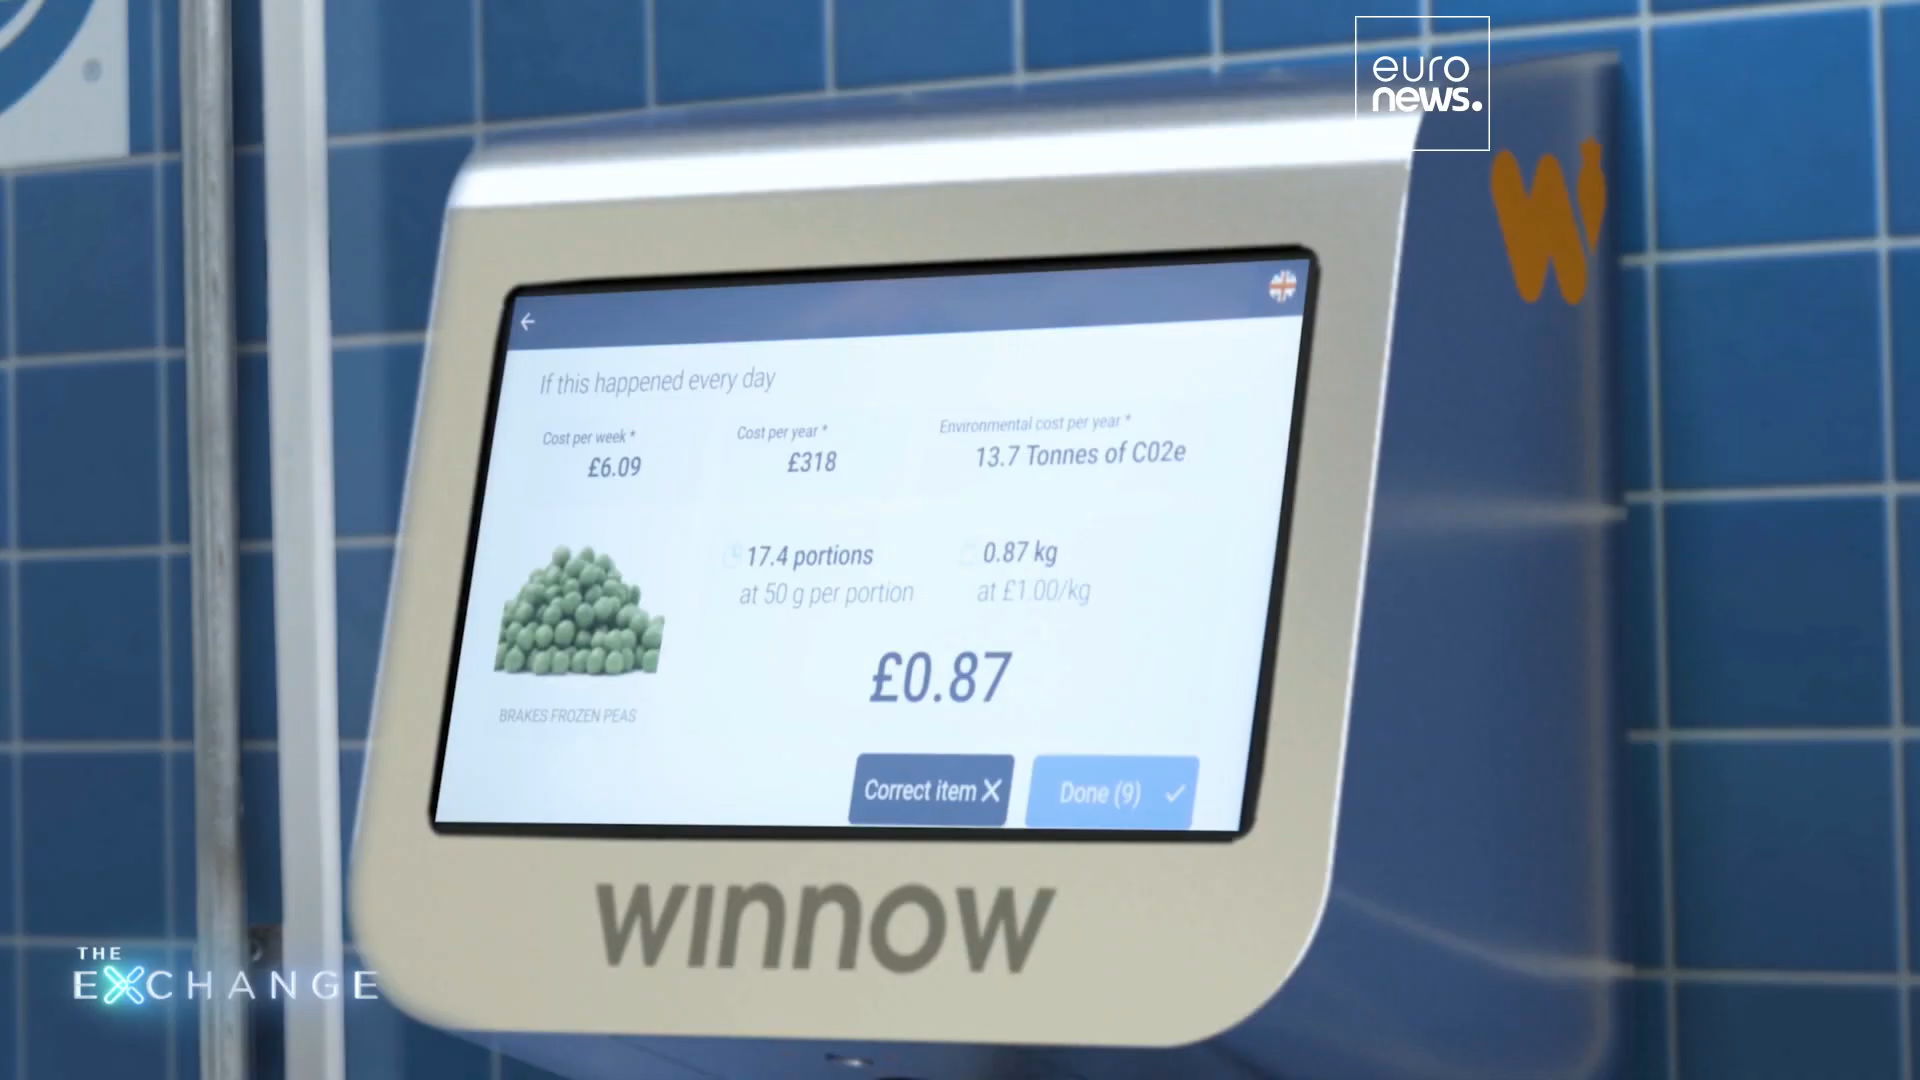 euro
news.
If this happened every day
Cost per week *
£6.09
Cost per year *
£318
Environmental cost per year *
13.7 Tonnes of C02e
17.4 portions
at 50 g per portion
0.87 kg
at £1.00/kg
£0.87
BRAKES FROZEN PEAS
Correct item X
Done (9) ✓
winnow
THE
EXCHANGE